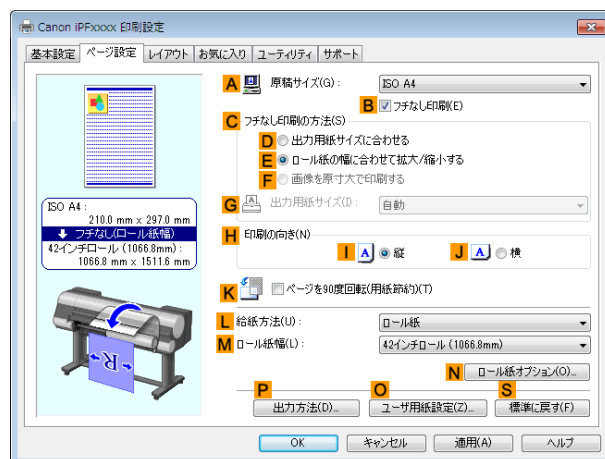 Canon iPFxxxx 印刷設定
基本設定 ページ設定 レイアウト お気に入り ユーティリティ サポート
A 原稿サイズ(G): ISO A4
B フチなし印刷(E)
C フチなし印刷の方法(S)
D 出力用紙サイズに合わせる
E ロール紙の幅に合わせて拡大/縮小する
F 画像を原寸大で印刷する
G 出力用紙サイズ(I): 自動
ISO A4:
210.0 mm x 297.0 mm
フチなし(ロール紙幅)
42インチロール (1066.8mm):
1066.8 mm x 1511.6 mm
R
H 印刷の向き(N)
I A 縦 J A 横
K ページを90度回転(用紙節約)(T)
L 給紙方法(U): ロール紙
M ロール紙幅(L): 42インチロール (1066.8mm)
N ロール紙オプション(O)...
P O S
出力方法(D)... ユーザ用紙設定(Z)... 標準に戻す(F)
OK キャンセル 適用(A) ヘルプ